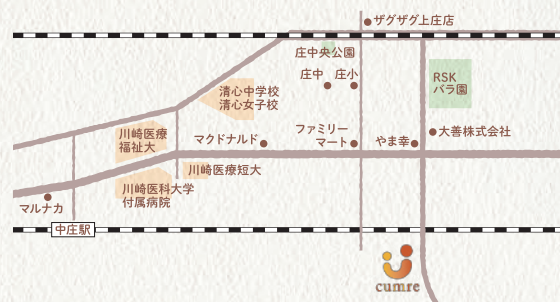 ザグザグ上庄店
庄中央公園
庄中
庄小
RSK
バラ園
清心中学校
清心女子校
川崎医療
福祉大
マクドナルド
ファミリー
マート
やま幸
大善株式会社
川崎医療短大
川崎医科大学
付属病院
マルナカ
中庄駅
cumre